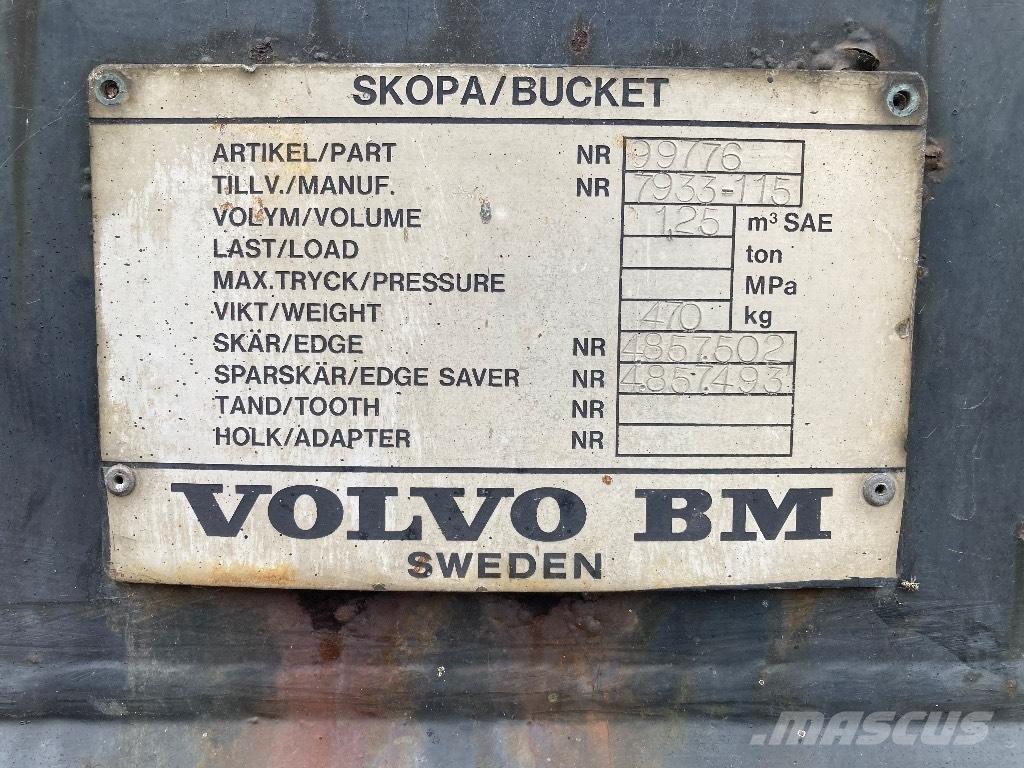 SKOPA/BUCKET
ARTIKEL/PART NR 99776
TILLV./MANUF. NR 7933-115
VOLYM/VOLUME 1,25 m³ SAE
LAST/LOAD ton
MAX.TRYCK/PRESSURE MPa
VIKT/WEIGHT 470 kg
SKÄR/EDGE NR 4857502
SPARSKÄR/EDGE SAVER NR 4857493
TAND/TOOTH NR
HOLK/ADAPTER NR
VOLVO BM
SWEDEN
MASCUS